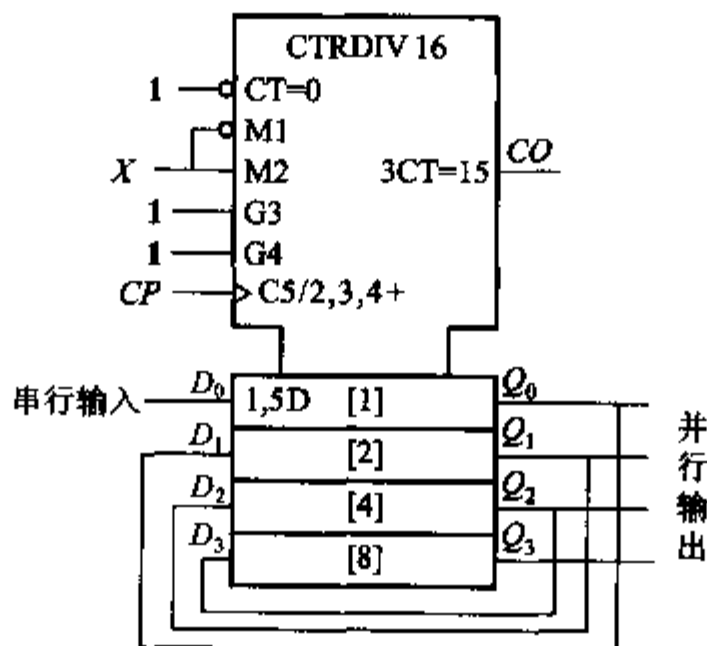 CTRDIV 16
1
CT=0
M1
X
M2
3CT=15
CO
1
G3
1
G4
CP
C5/2,3,4+
串行输入
D₀
1,5D
[1]
Q₀
D₁
[2]
Q₁
D₂
[4]
Q₂
D₃
[8]
Q₃
并行输出